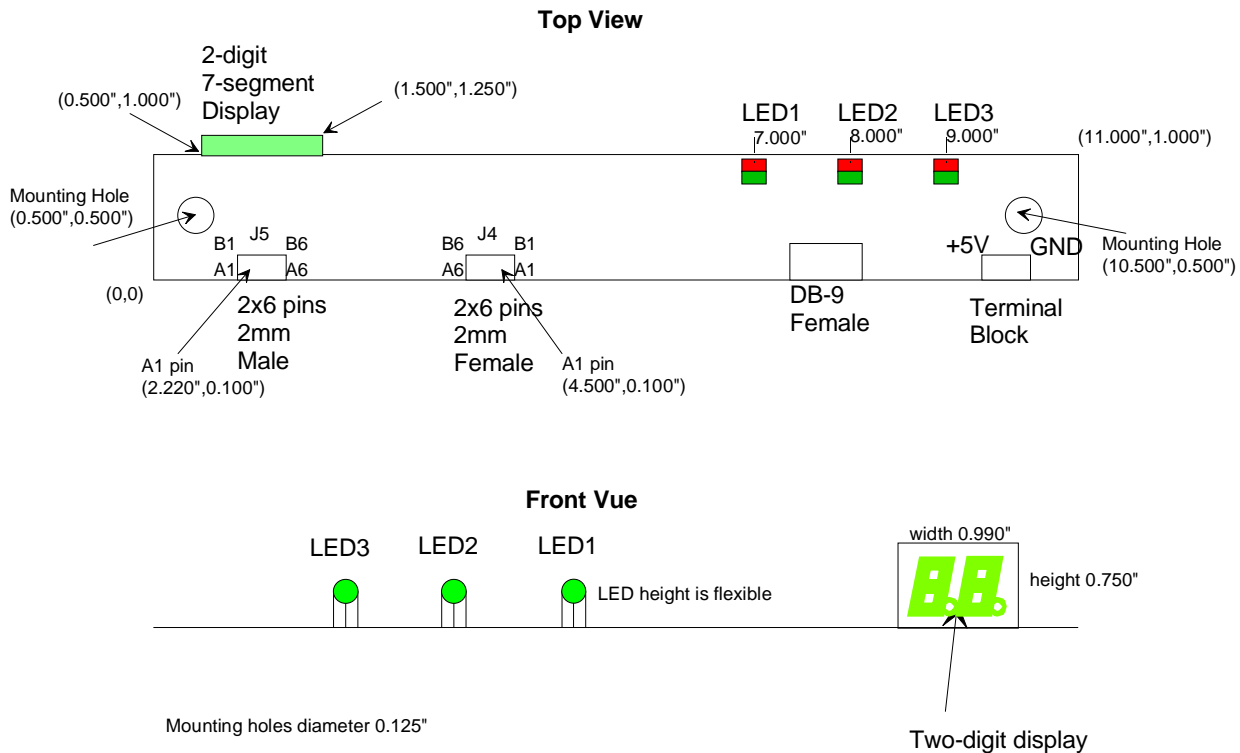 Top View
2-digit
7-segment
Display
(0.500",1.000")
(1.500",1.250")
LED1
7.000"
LED2
8.000"
LED3
9.000"
(11.000",1.000")
Mounting Hole
(0.500",0.500")
B1
J5
B6
A1
A6
B6
J4
B1
A6
A1
+5V
GND
Mounting Hole
(10.500",0.500")
(0,0)
2x6 pins
2mm
Male
2x6 pins
2mm
Female
DB-9
Female
Terminal
Block
A1 pin
(2.220",0.100")
A1 pin
(4.500",0.100")
Front Vue
LED3
LED2
LED1
LED height is flexible
width 0.990"
8.8.
height 0.750"
Mounting holes diameter 0.125"
Two-digit display